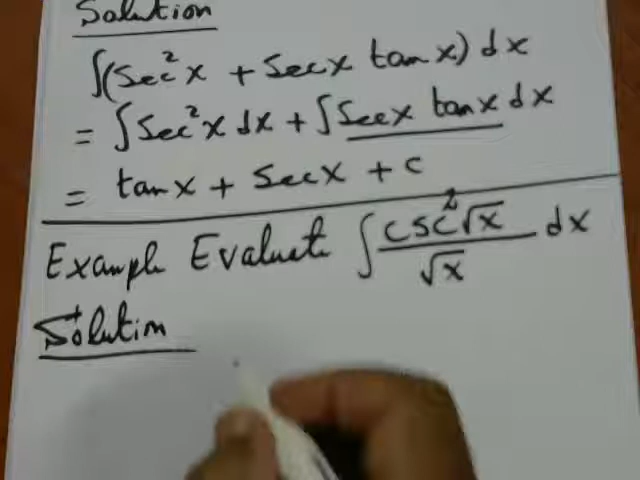 Solution
∫(Sec²x + Secx tanx) dx
= ∫Sec²x dx + ∫Secx tanx dx
= tanx + Secx + c
Example Evaluate ∫ csc²√x / √x dx
Solution